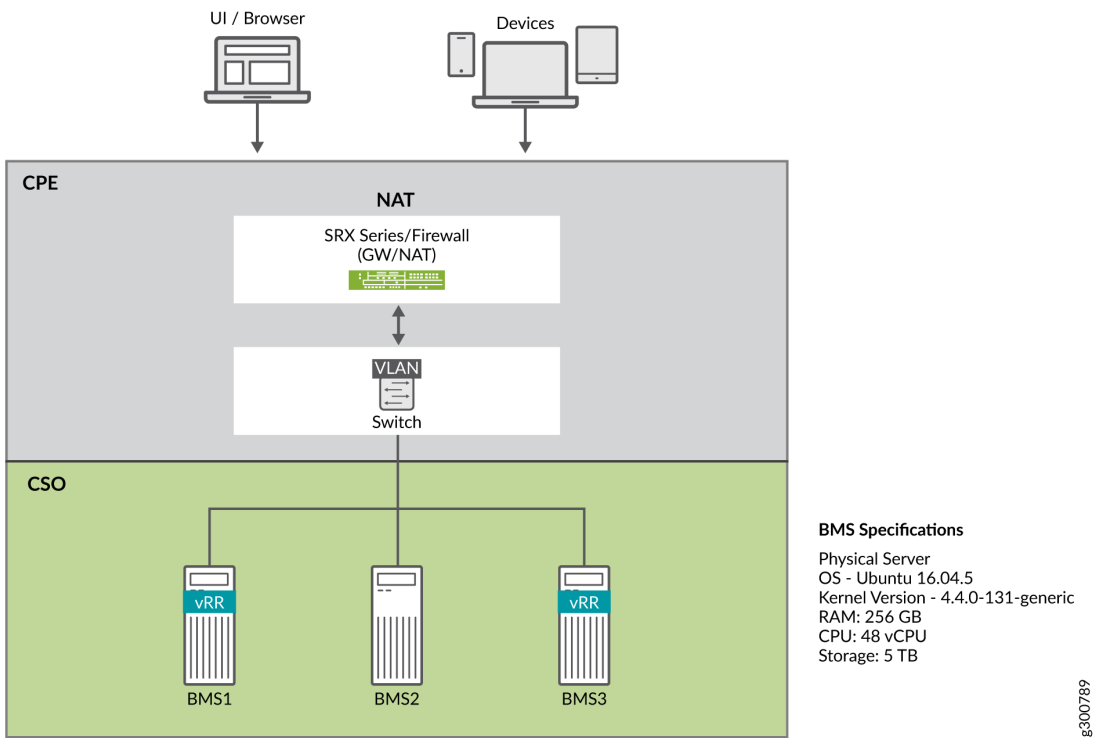 UI / Browser
Devices
CPE
NAT
SRX Series/Firewall
(GW/NAT)
VLAN
Switch
CSO
vRR
vRR
BMS1
BMS2
BMS3
BMS Specifications
Physical Server
OS - Ubuntu 16.04.5
Kernel Version - 4.4.0-131-generic
RAM: 256 GB
CPU: 48 vCPU
Storage: 5 TB
g300789